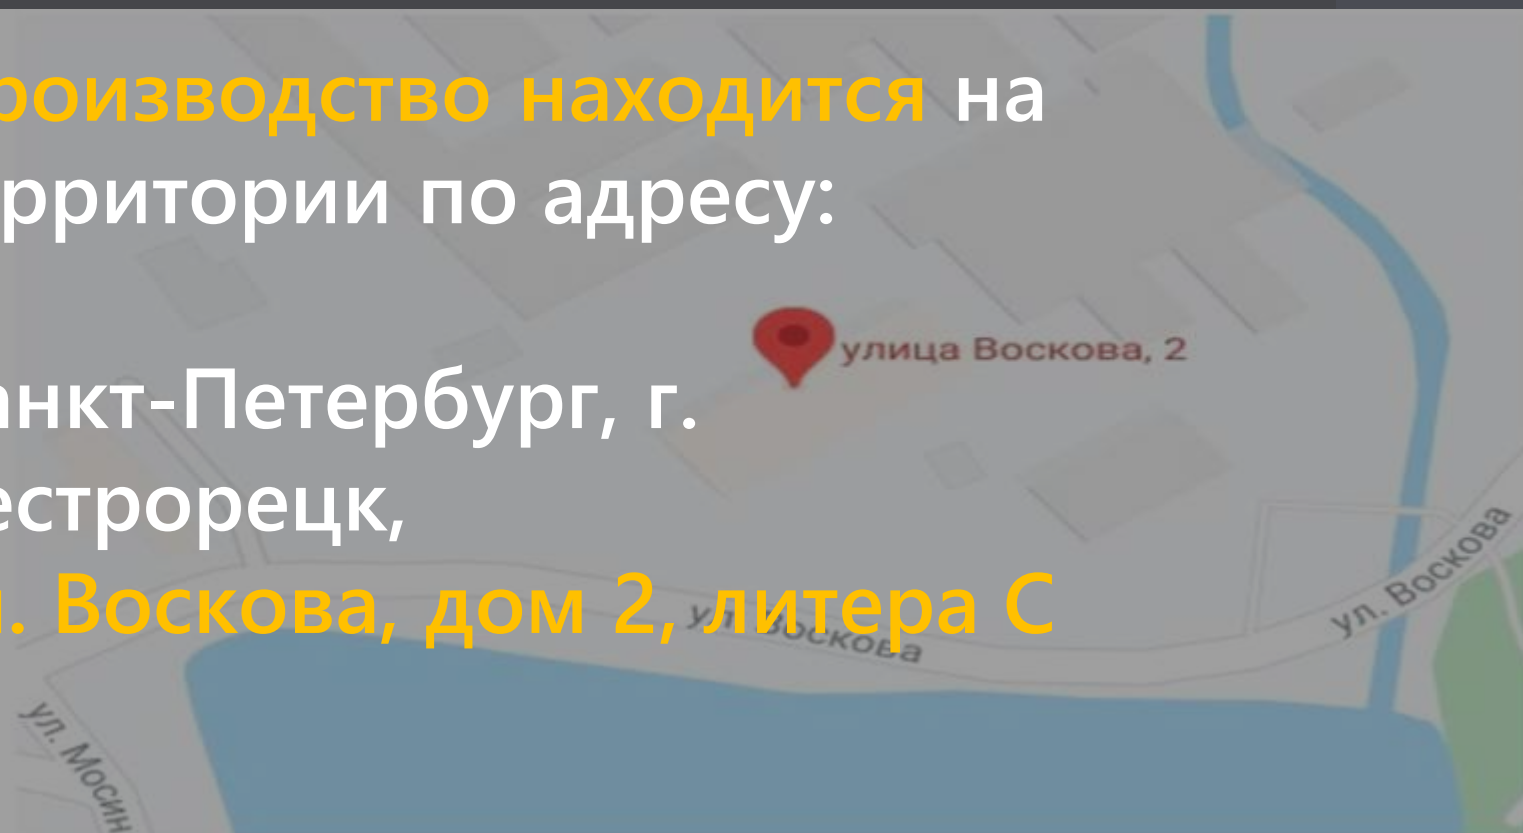 роизводство находится на
рритории по адресу:
улица Воскова, 2
анкт-Петербург, г.
естрорецк,
л. Воскова, дом 2, литера С
ул. Воскова
ул. Воскова
ул. Мосин